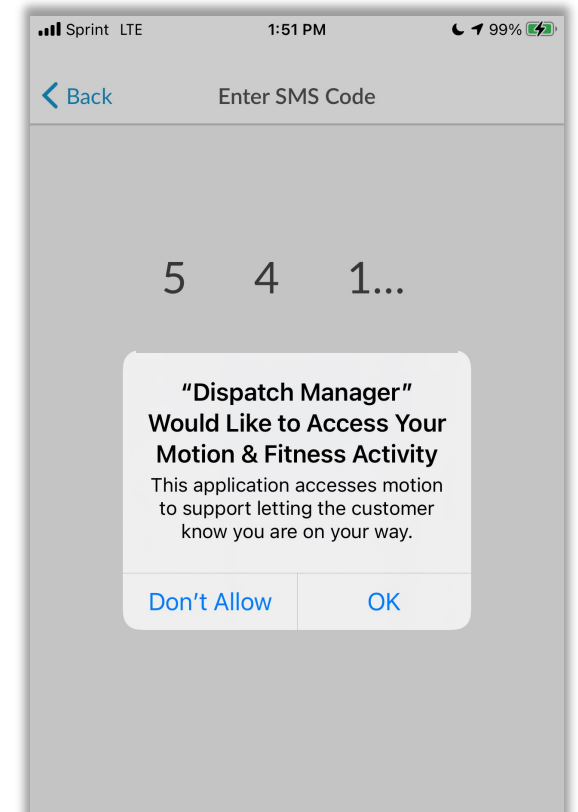 Sprint LTE 1:51 PM 99%
Back Enter SMS Code
5 4 1...
“Dispatch Manager”
Would Like to Access Your
Motion & Fitness Activity
This application accesses motion
to support letting the customer
know you are on your way.
Don’t Allow OK